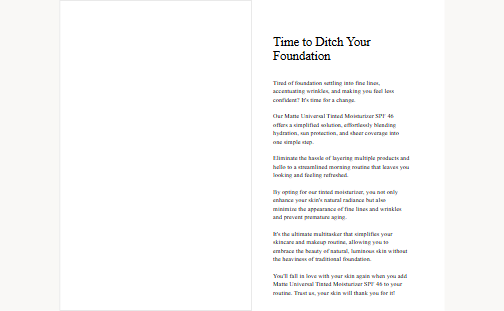 Time to Ditch Your
Foundation
Tired of foundation settling into fine lines,
accentuating wrinkles, and making you feel less
confident? It's time for a change.
Our Matte Universal Tinted Moisturizer SPF 46
offers a simplified solution, effortlessly blending
hydration, sun protection, and sheer coverage into
one simple step.
Eliminate the hassle of layering multiple products and
hello to a streamlined morning routine that leaves you
looking and feeling refreshed.
By opting for our tinted moisturizer, you not only
enhance your skin's natural radiance but also
minimize the appearance of fine lines and wrinkles
and prevent premature aging.
It's the ultimate multitasker that simplifies your
skincare and makeup routine, allowing you to
embrace the beauty of natural, luminous skin without
the heaviness of traditional foundation.
You'll fall in love with your skin again when you add
Matte Universal Tinted Moisturizer SPF 46 to your
routine. Trust us, your skin will thank you for it!